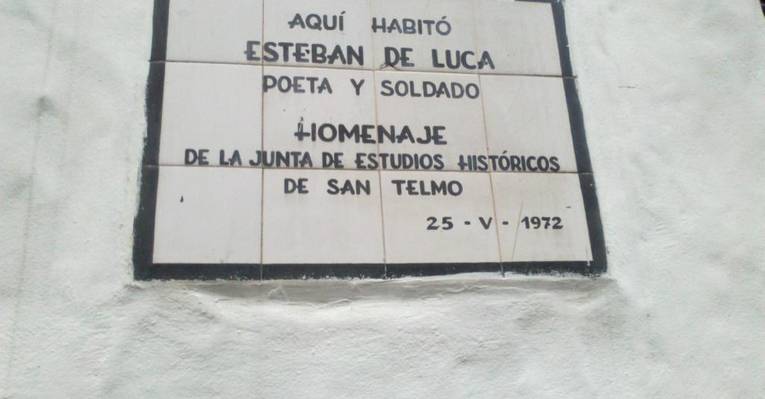 AQUÍ HABITÓ
ESTEBAN DE LUCA
POETA Y SOLDADO
HOMENAJE
DE LA JUNTA DE ESTUDIOS HISTÓRICOS
DE SAN TELMO
25 - V - 1972